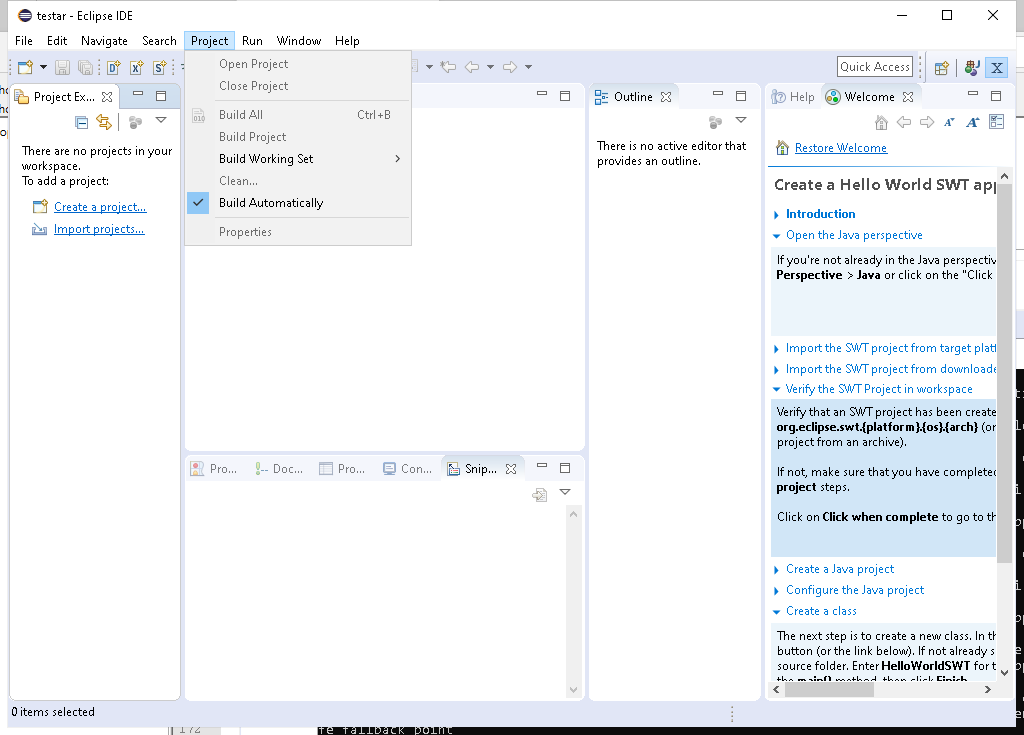 testar - Eclipse IDE
File Edit Navigate Search Project Run Window Help
Quick Access
Project Ex...
There are no projects in your
workspace.
To add a project:
Create a project...
Import projects...
Open Project
Close Project
Build All Ctrl+B
Build Project
Build Working Set
Clean...
Build Automatically
Properties
Pro... Doc... Pro... Con... Snip...
Outline
There is no active editor that
provides an outline.
Help Welcome
Restore Welcome
Create a Hello World SWT app
Introduction
Open the Java perspective
If you're not already in the Java perspectiv
Perspective > Java or click on the "Click
Import the SWT project from target platf
Import the SWT project from downloade
Verify the SWT Project in workspace
Verify that an SWT project has been create
org.eclipse.swt.{platform}.{os}.{arch} (or
project from an archive).
If not, make sure that you have completed
project steps.
Click on Click when complete to go to th
Create a Java project
Configure the Java project
Create a class
The next step is to create a new class. In th
button (or the link below). If not already s
source folder. Enter HelloWorldSWT for t
the main() method, then click Finish.
0 items selected
172
fe fallback point